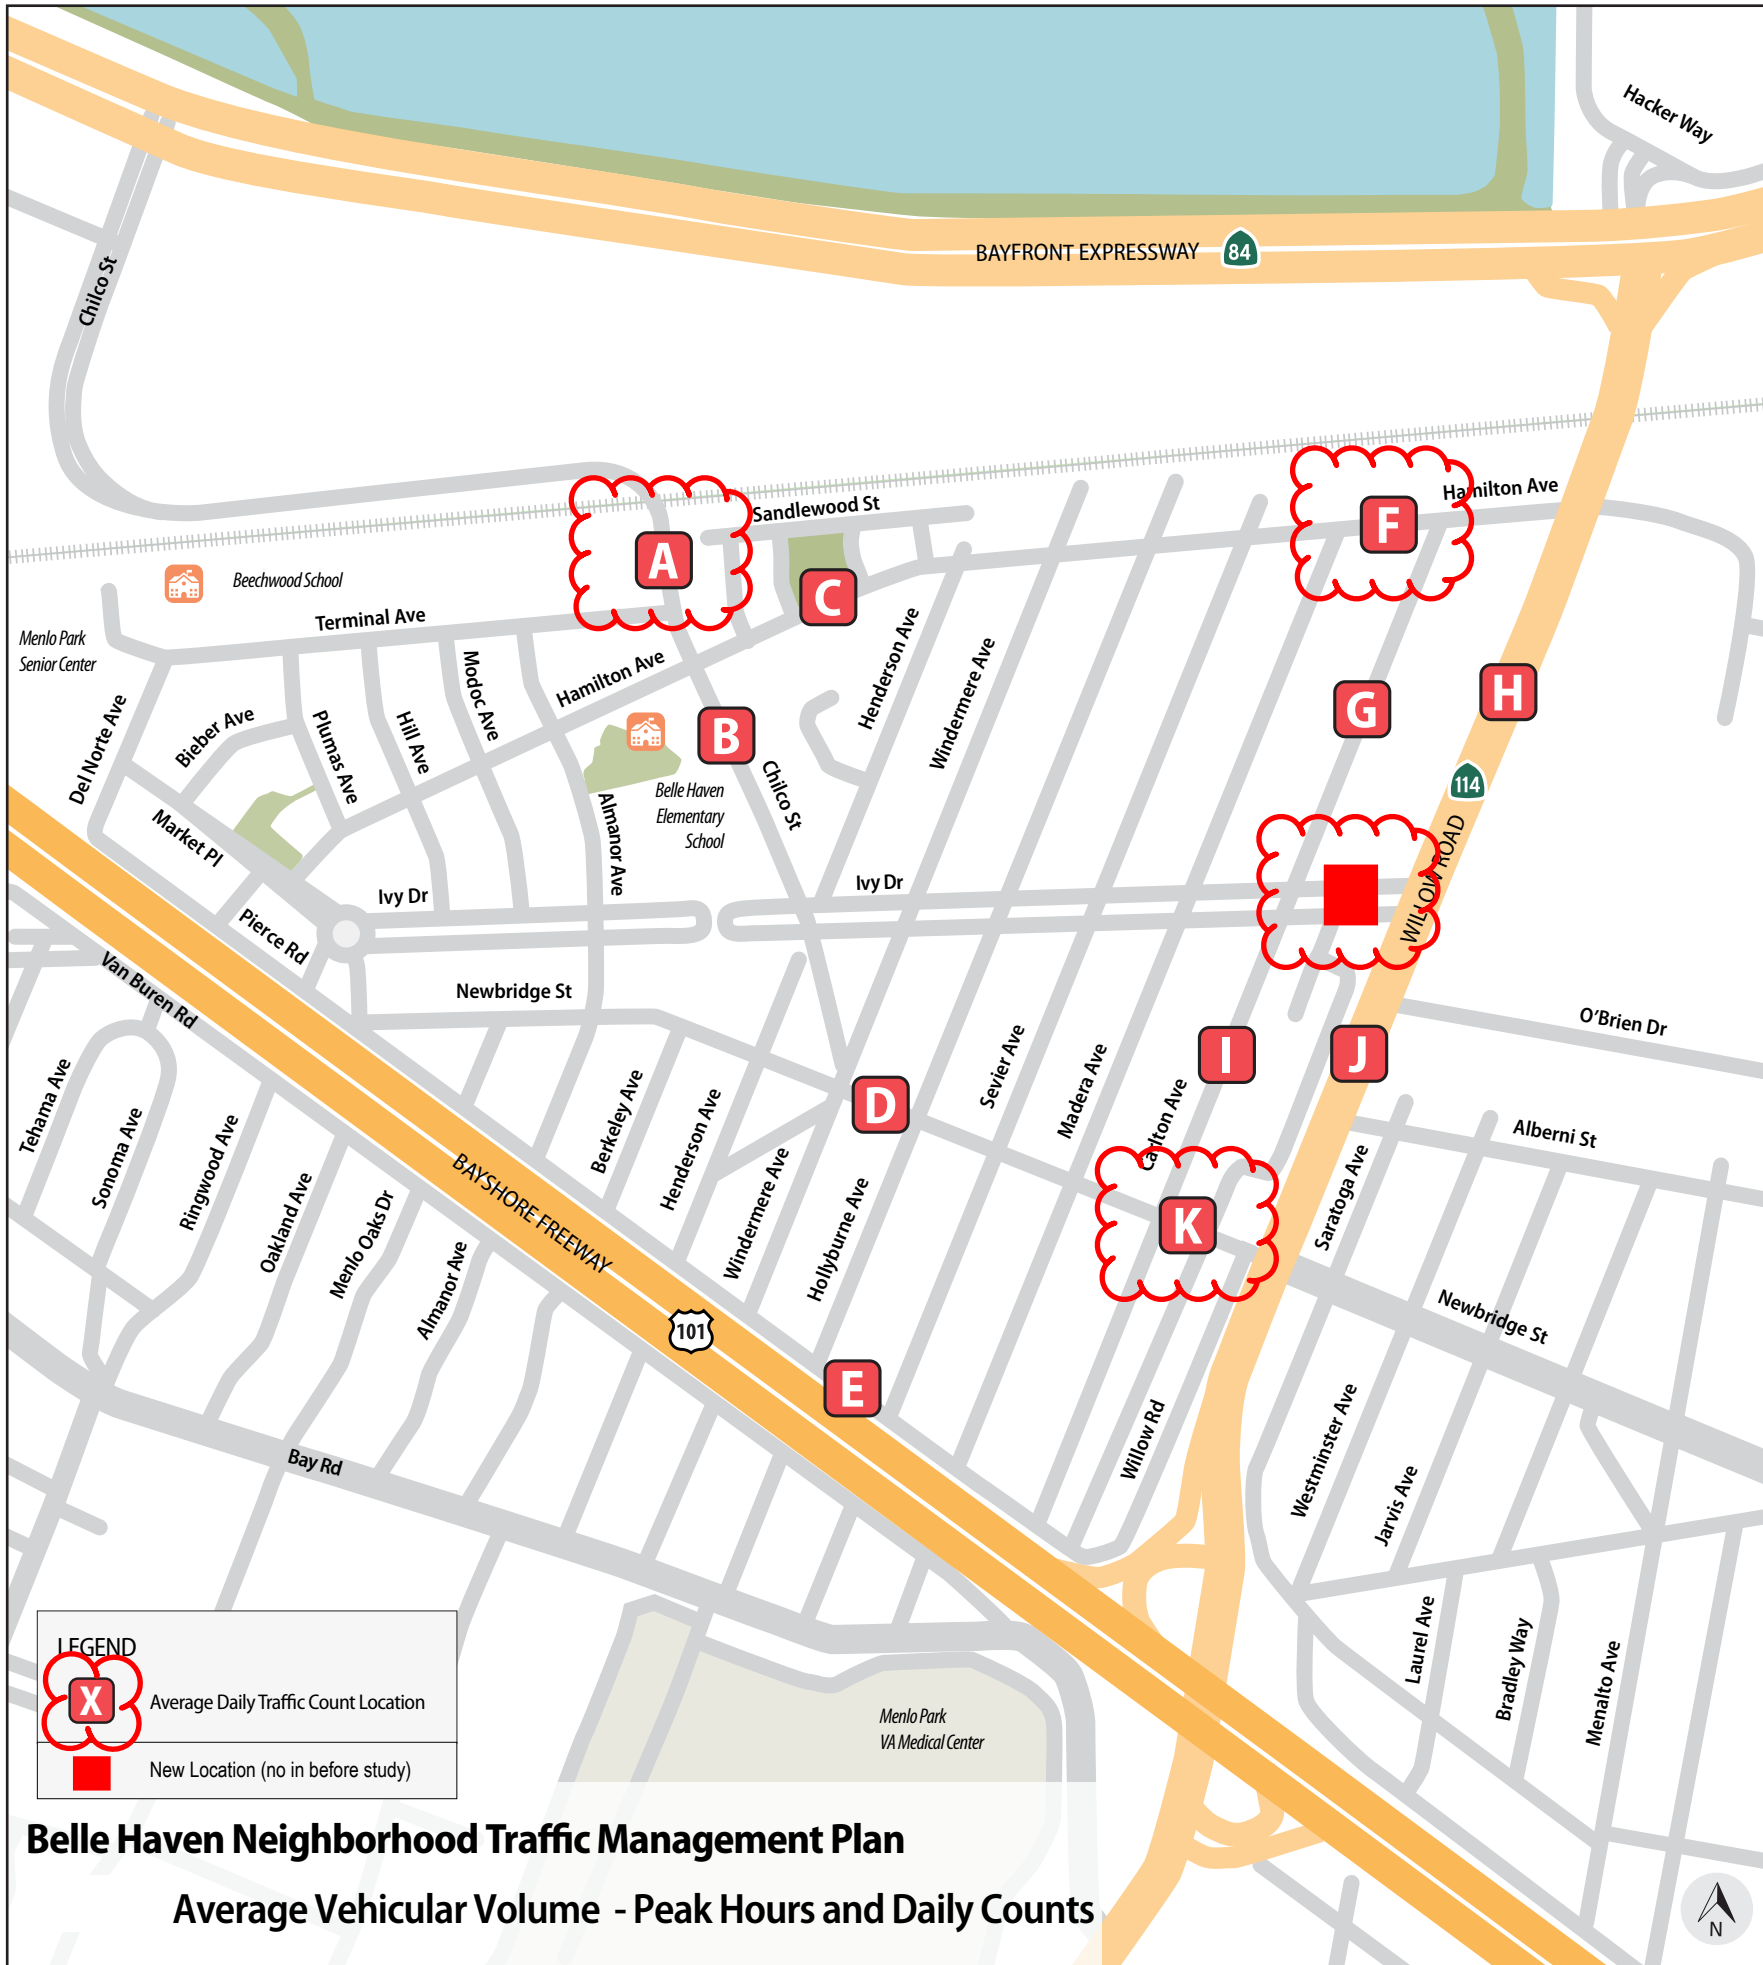 Hacker Way
BAYFRONT EXPRESSWAY
84
Chilco St
Hamilton Ave
Sandlewood St
F
A
Beechwood School
C
Terminal Ave
Menlo Park
Senior Center
Henderson Ave
Windermere Ave
Hamilton Ave
Modoc Ave
H
G
Del Norte Ave
Bieber Ave
Plumas Ave
Hill Ave
B
114
Chilco St
Belle Haven
Elementary
School
Almanor Ave
Market Pl
WILLOW ROAD
Ivy Dr
Ivy Dr
Pierce Rd
Van Buren Rd
Newbridge St
O'Brien Dr
Sevier Ave
Madera Ave
I
J
Tehama Ave
Sonoma Ave
Ringwood Ave
Berkeley Ave
Henderson Ave
D
Carlton Ave
Alberni St
Saratoga Ave
BAYSHORE FREEWAY
Oakland Ave
Menlo Oaks Dr
Almanor Ave
Windermere Ave
Hollyburne Ave
K
101
Newbridge St
E
Willow Rd
Westminster Ave
Jarvis Ave
Bay Rd
Laurel Ave
Bradley Way
Menalto Ave
LEGEND
X
Average Daily Traffic Count Location
New Location (no in before study)
Menlo Park
VA Medical Center
Belle Haven Neighborhood Traffic Management Plan
Average Vehicular Volume - Peak Hours and Daily Counts
N